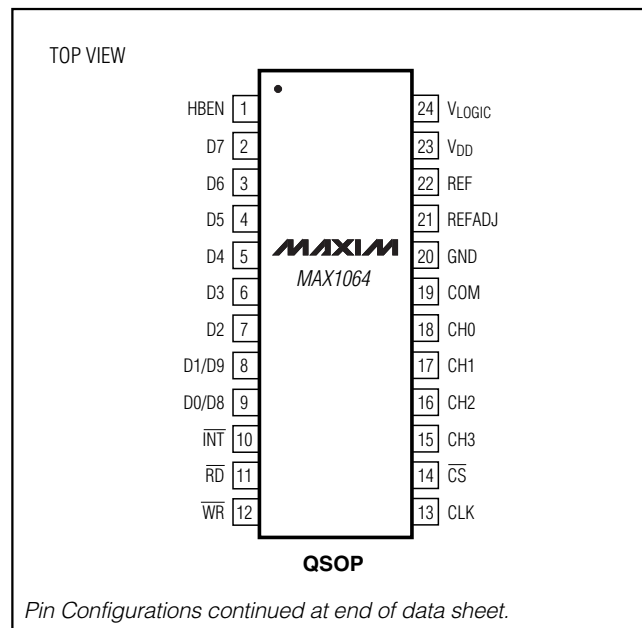 TOP VIEW
HBEN 1 24 VLOGIC
D7 2 23 VDD
D6 3 22 REF
D5 4 21 REFADJ
D4 5 MAXIM 20 GND
D3 6 MAX1064 19 COM
D2 7 18 CH0
D1/D9 8 17 CH1
D0/D8 9 16 CH2
INT 10 15 CH3
RD 11 14 CS
WR 12 13 CLK
QSOP
Pin Configurations continued at end of data sheet.